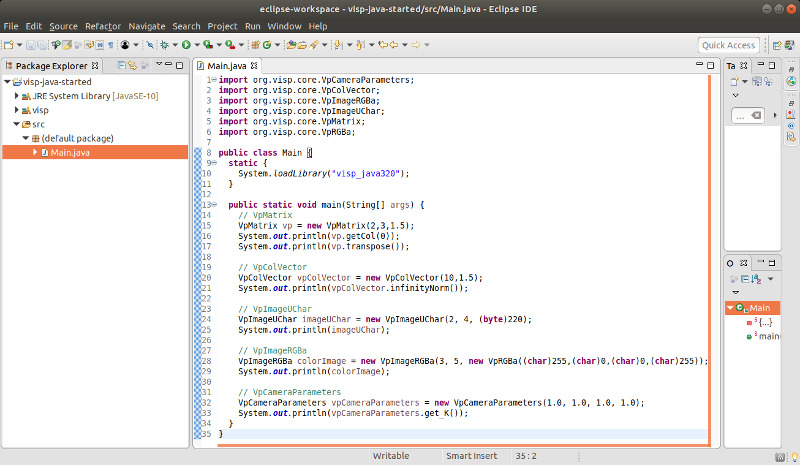 eclipse-workspace - visp-java-started/src/Main.java - Eclipse IDE
File Edit Source Refactor Navigate Search Project Run Window Help
Quick Access
Package Explorer
visp-java-started
JRE System Library [JavaSE-10]
visp
src
(default package)
Main.java
Main.java
1 import org.visp.core.VpCameraParameters;
2 import org.visp.core.VpColVector;
3 import org.visp.core.VpImageRGBa;
4 import org.visp.core.VpImageUChar;
5 import org.visp.core.VpMatrix;
6 import org.visp.core.VpRGBa;
7
8 public class Main {
9 static {
10 System.loadLibrary("visp_java320");
11 }
12
13 public static void main(String[] args) {
14 // VpMatrix
15 VpMatrix vp = new VpMatrix(2,3,1.5);
16 System.out.println(vp.getCol(0));
17 System.out.println(vp.transpose());
18
19 // VpColVector
20 VpColVector vpColVector = new VpColVector(10,1.5);
21 System.out.println(vpColVector.infinityNorm());
22
23 // VpImageUChar
24 VpImageUChar imageUChar = new VpImageUChar(2, 4, (byte)220);
25 System.out.println(imageUChar);
26
27 // VpImageRGBa
28 VpImageRGBa colorImage = new VpImageRGBa(3, 5, new VpRGBa((char)255,(char)0,(char)0,(char)255));
29 System.out.println(colorImage);
30
31 // VpCameraParameters
32 VpCameraParameters vpCameraParameters = new VpCameraParameters(1.0, 1.0, 1.0, 1.0);
33 System.out.println(vpCameraParameters.get_K());
34 }
35 }
Ta
...
O
Main
{...}
main
Writable Smart Insert 35 : 2